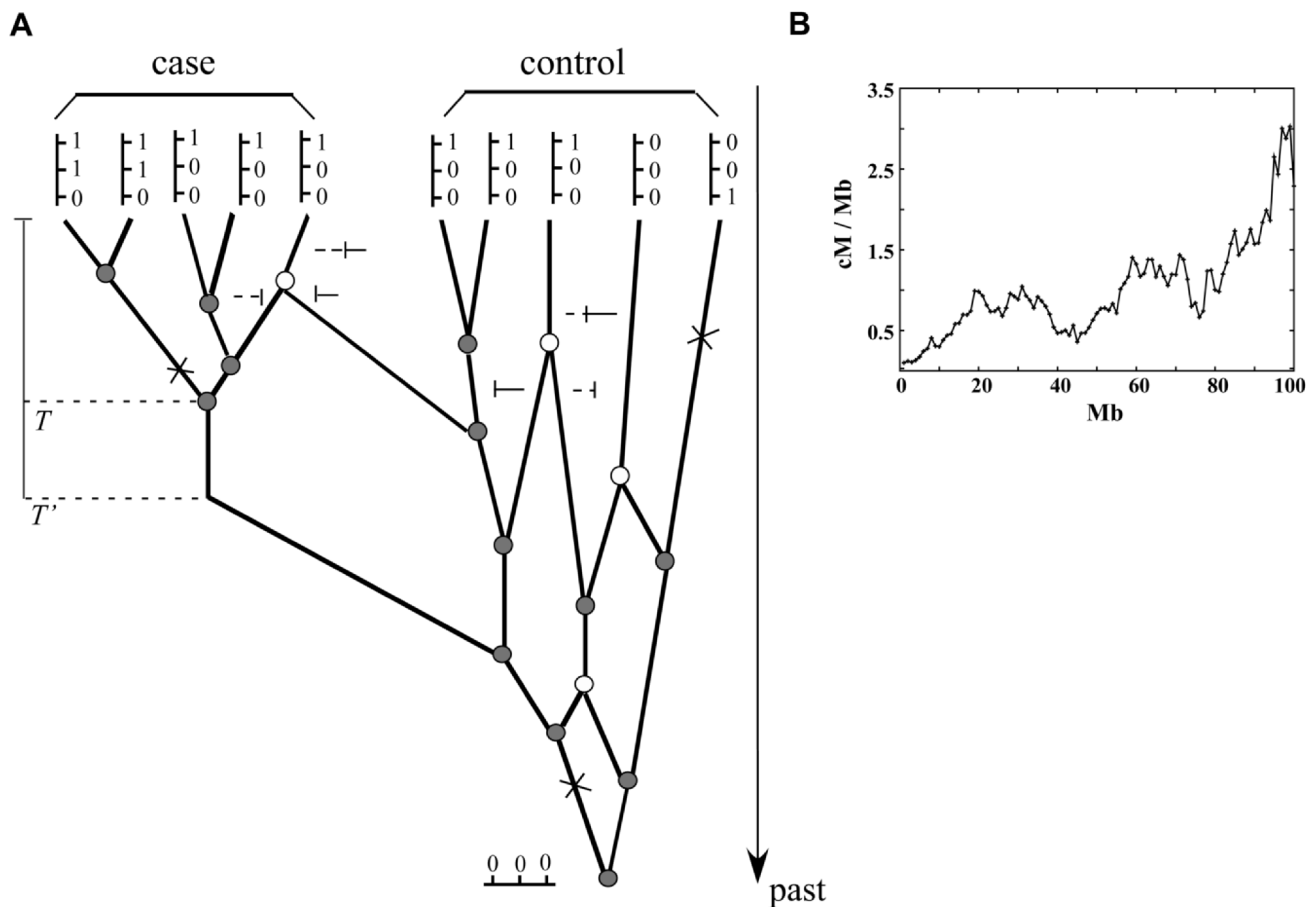 A
B
case
control
1 1 1 1 1 1 1 1 0 0
1 1 0 0 0 0 0 0 0 0
0 0 0 0 0 0 0 0 0 1
T
T'
0 0 0
past
3.5
2.5
1.5
0.5
cM / Mb
0 20 40 60 80 100
Mb